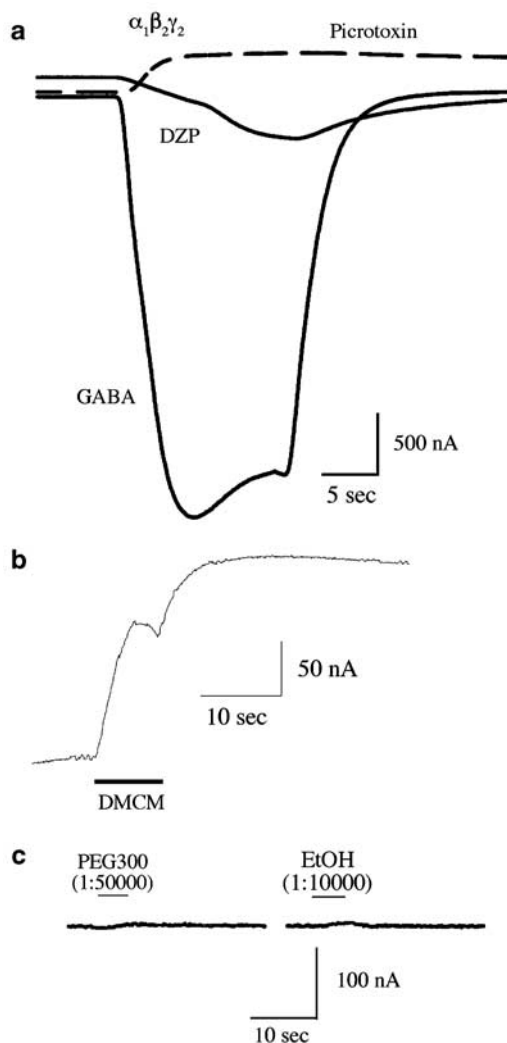 a
α₁β₂γ₂
Picrotoxin
DZP
GABA
500 nA
5 sec
b
50 nA
10 sec
DMCM
c
PEG300
(1:50000)
EtOH
(1:10000)
100 nA
10 sec